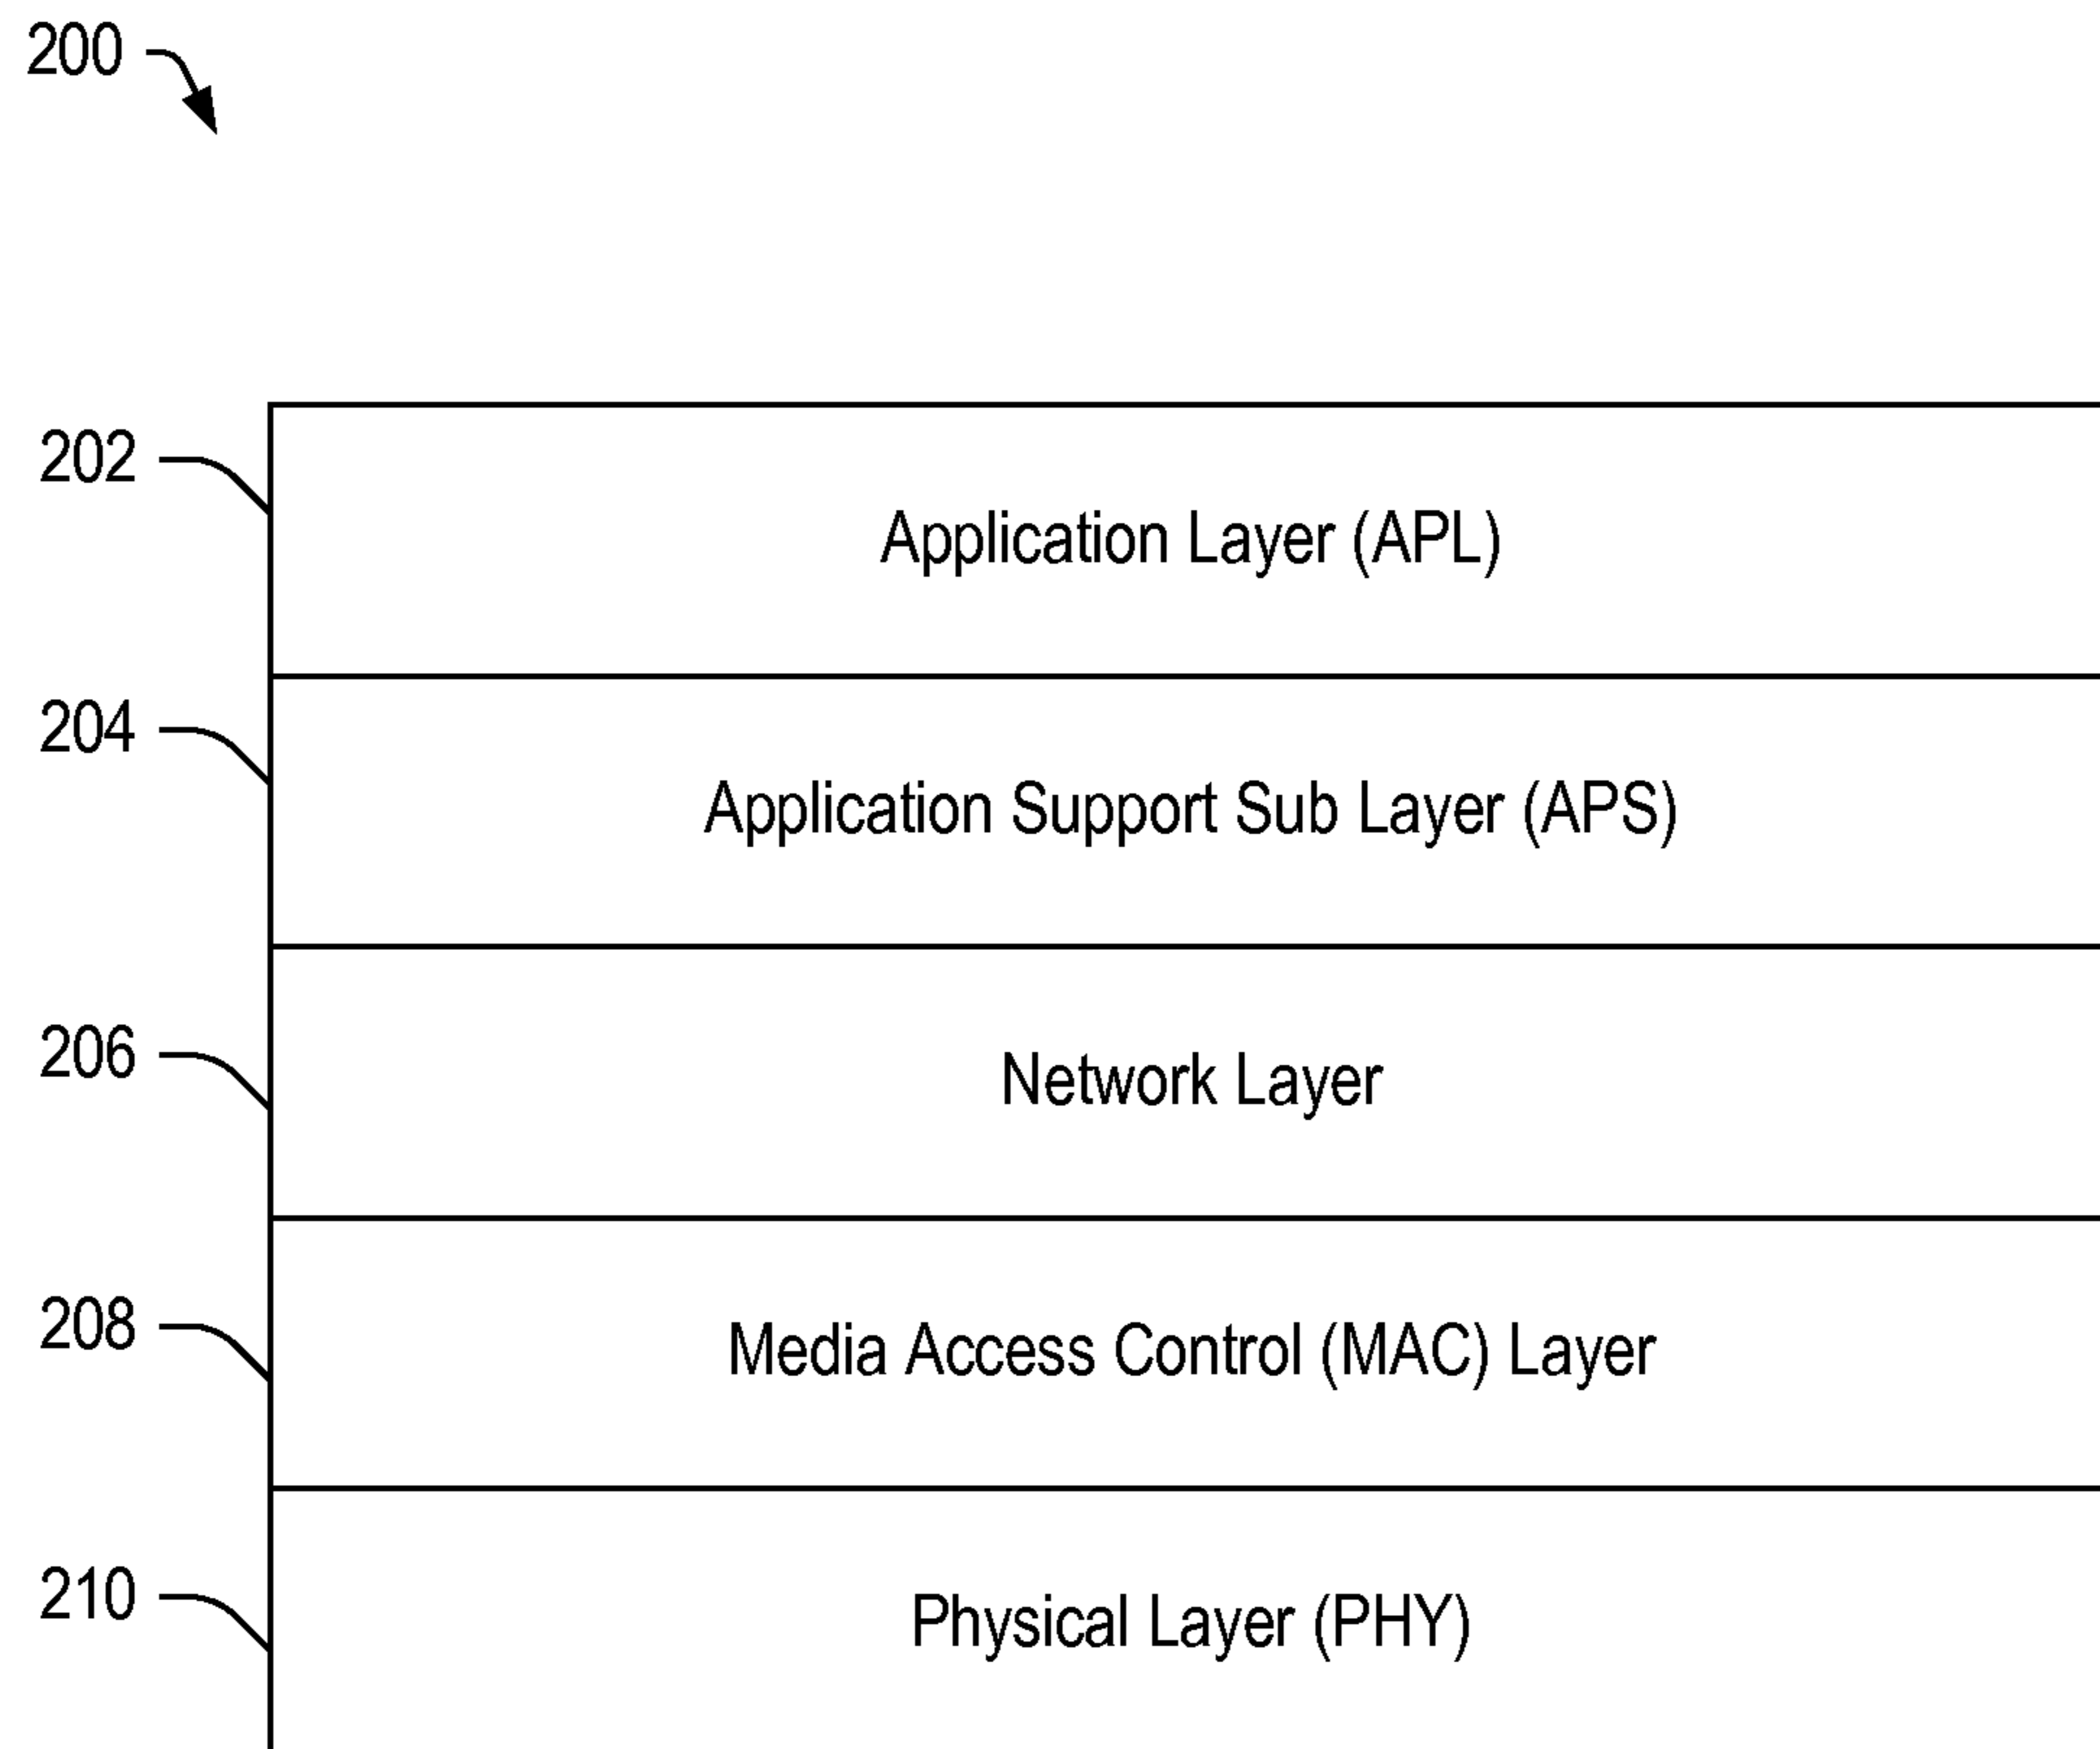 200
202
Application Layer (APL)
204
Application Support Sub Layer (APS)
206
Network Layer
208
Media Access Control (MAC) Layer
210
Physical Layer (PHY)